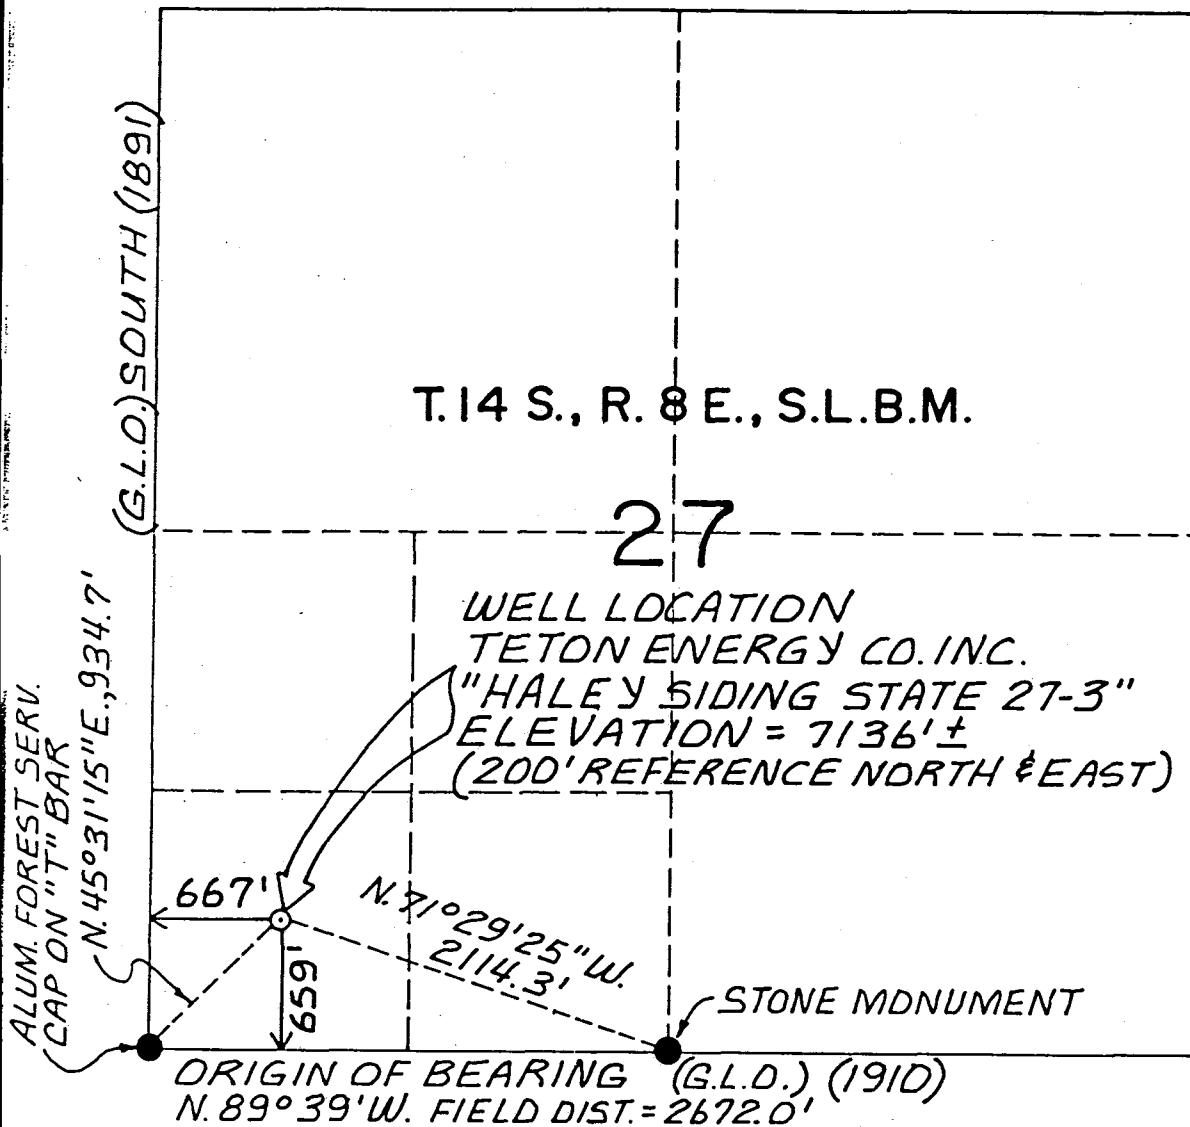 (G.L.O.) SOUTH (1891)
T. 14 S., R. 8 E., S.L.B.M.
27
WELL LOCATION
TETON ENERGY CO. INC.
"HALEY SIDING STATE 27-3"
ELEVATION = 7136' ±
(200' REFERENCE NORTH & EAST)
ALUM. FOREST SERV.
CAP ON "T" BAR
N. 45° 31' 15" E., 934.7'
667'
659'
N. 71° 29' 25" W.
2114.3'
STONE MONUMENT
ORIGIN OF BEARING (G.L.O.) (1910)
N. 89° 39' W. FIELD DIST. = 2672.0'